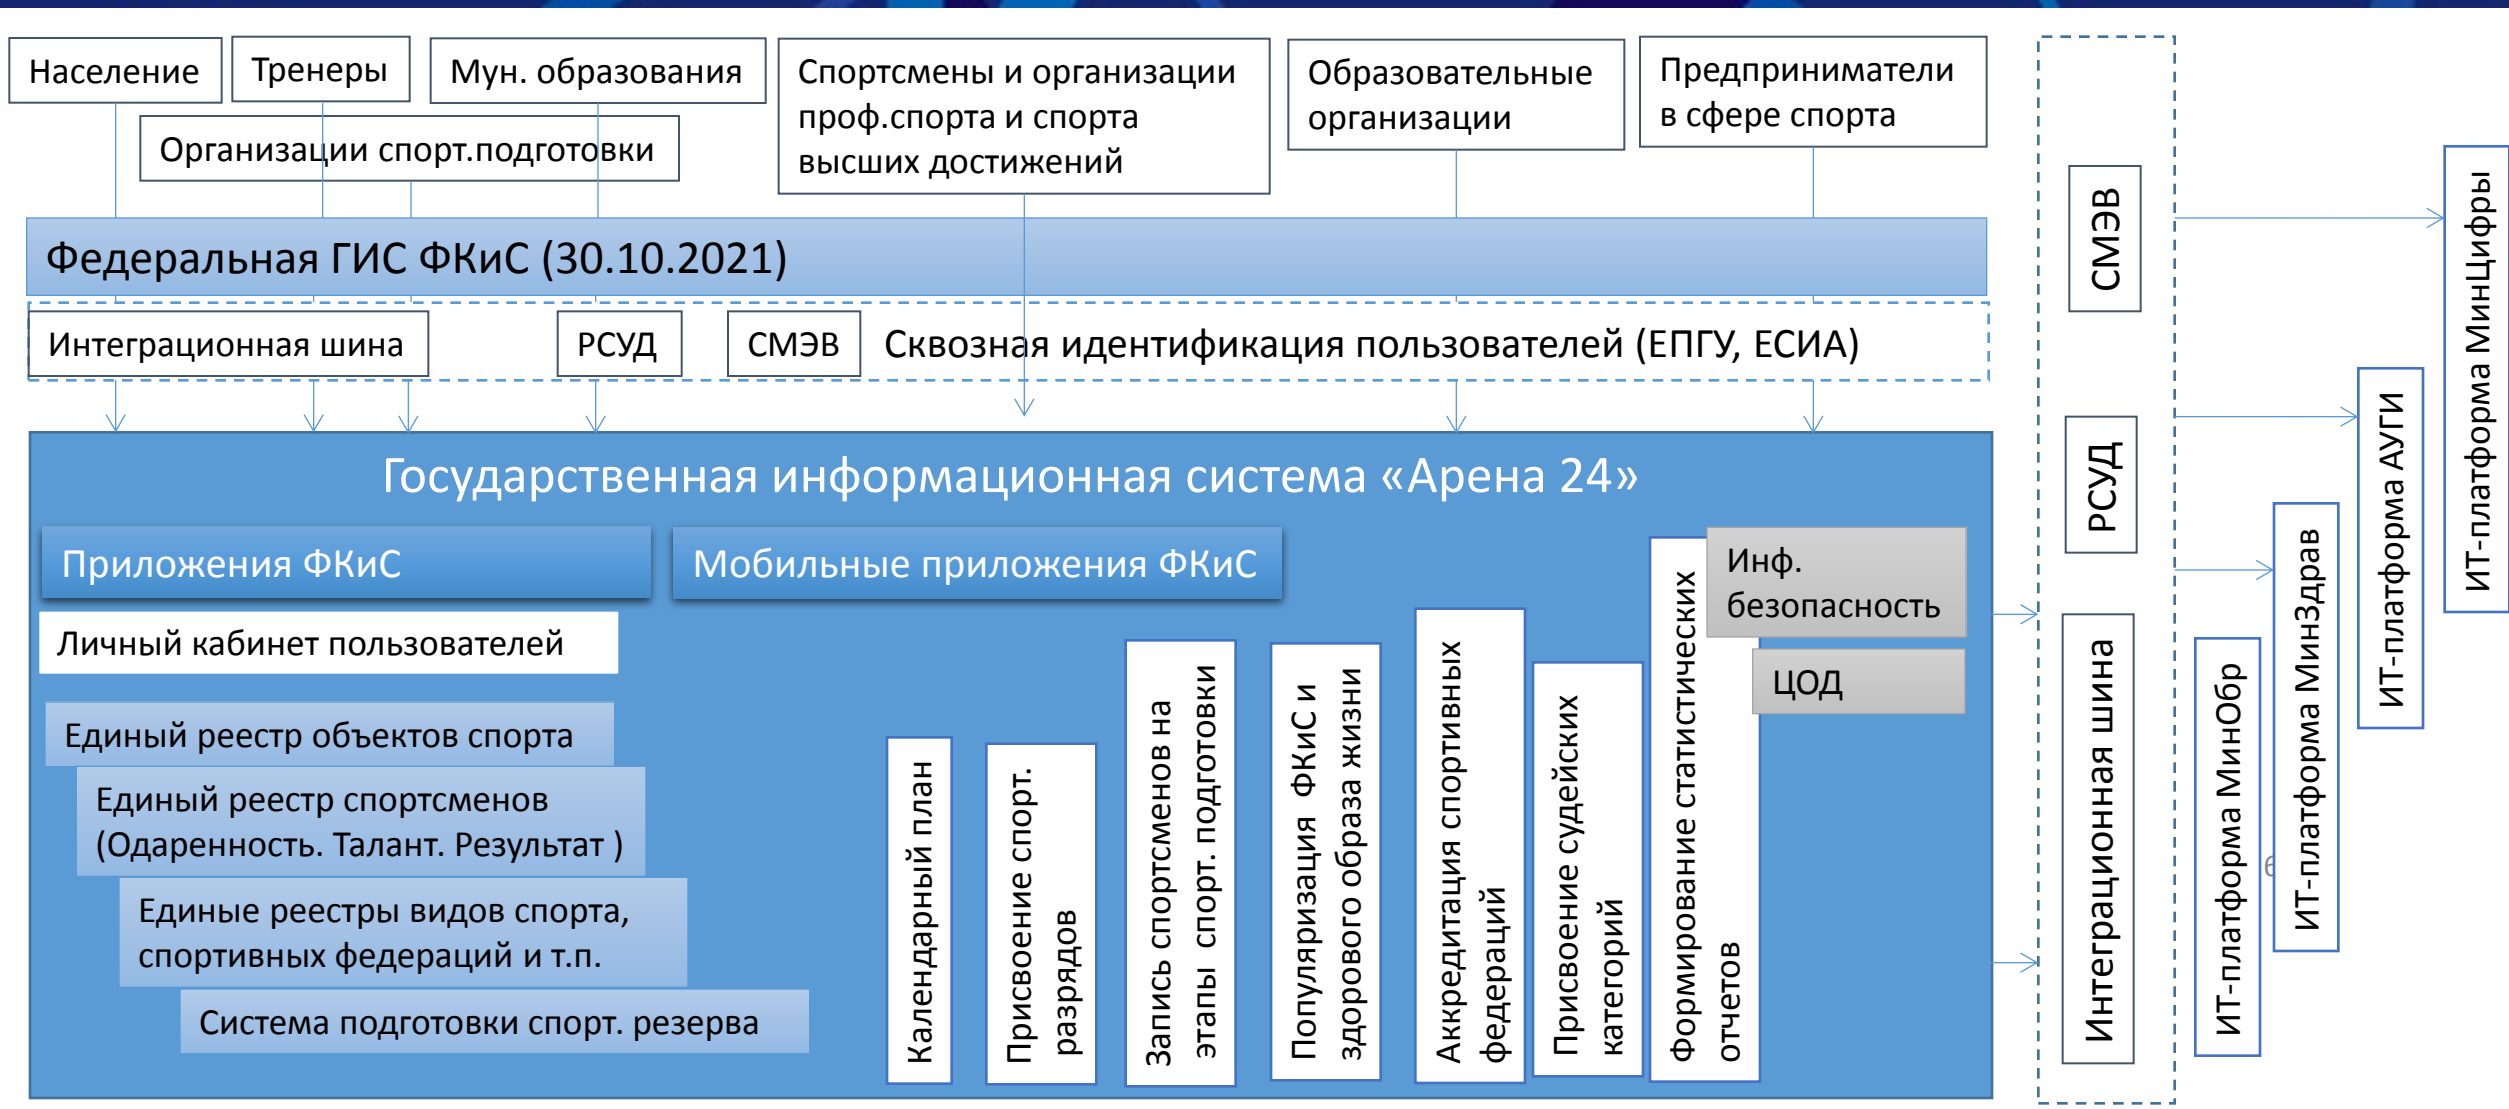 Население
Тренеры
Мун. образования
Организации спорт.подготовки
Спортсмены и организации
проф.спорта и спорта
высших достижений
Образовательные
организации
Предприниматели
в сфере спорта
Федеральная ГИС ФКиС (30.10.2021)
Интеграционная шина
РСУД
СМЭВ
Сквозная идентификация пользователей (ЕПГУ, ЕСИА)
Государственная информационная система «Арена 24»
Приложения ФКиС
Мобильные приложения ФКиС
Личный кабинет пользователей
Единый реестр объектов спорта
Единый реестр спортсменов
(Одаренность. Талант. Результат )
Единые реестры видов спорта,
спортивных федераций и т.п.
Система подготовки спорт. резерва
Календарный план
Присвоение спорт.
разрядов
Запись спортсменов на
этапы спорт. подготовки
Популяризация ФКиС и
здорового образа жизни
Аккредитация спортивных
федераций
Присвоение судейских
категорий
Формирование статистических
отчетов
Инф.
безопасность
ЦОД
СМЭВ
РСУД
Интеграционная шина
ИТ-платформа МинОбр
ИТ-платформа МинЗдрав
ИТ-платформа АУГИ
ИТ-платформа МинЦифры